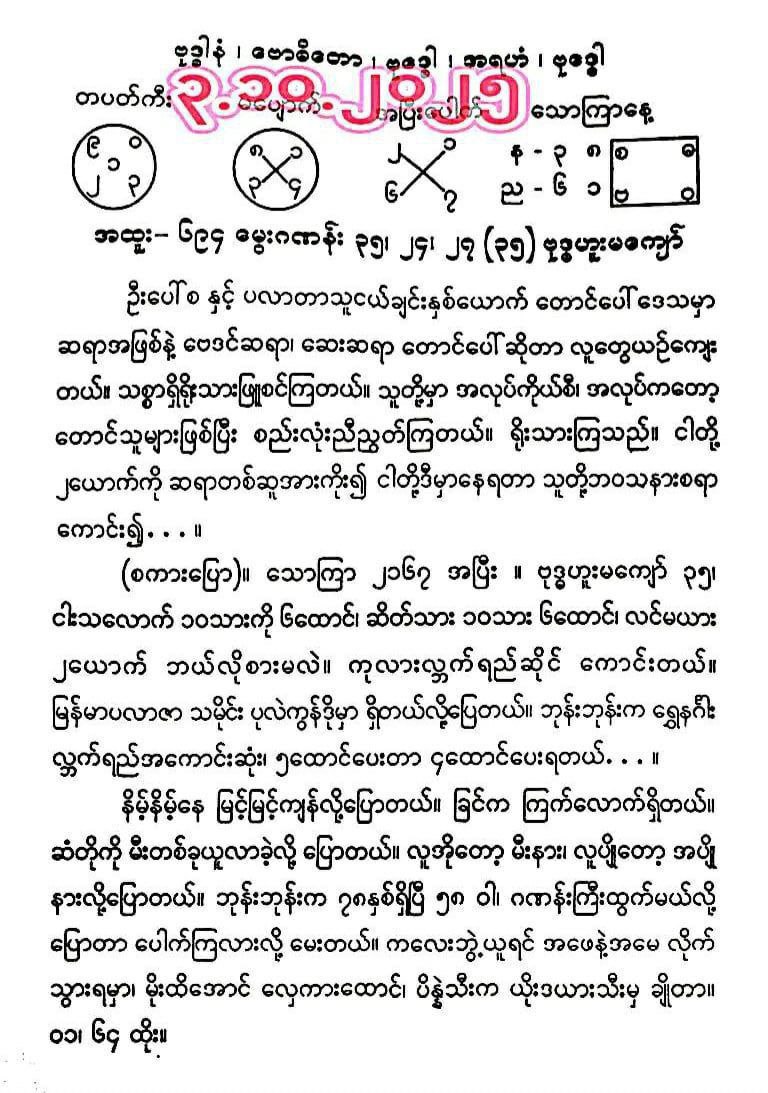 ဗုဒ္ဓါနံ ၊ ဗောဓိတော ၊ ဗုဒ္ဓေါ ၊ အရဟံ ၊ ဗုဒ္ဓေါ
၃.၁၀.၂၀၂၅
တပတ်ကီး မပျောက် အပြီးပေါက် သောကြာနေ့
၉ ၀ ၈ ၁ ၂ ၁ န - ၃ ၈ စ ဓ
၁
၂ ၃ ၃ ၄ ၆ ၇ ည - ၆ ၁ ဗ ဝ
အထူး- ၆၉၄ မွေးဂဏန်း ၃၅၊ ၂၄၊ ၂၇ (၃၅) ဗုဒ္ဓဟူးမကျော်
ဦးပေါ်စ နှင့် ပလာတာသူငယ်ချင်းနှစ်ယောက် တောင်ပေါ်ဒေသမှာ
ဆရာအဖြစ်နဲ့ ဗေဒင်ဆရာ၊ ဆေးဆရာ တောင်ပေါ်ဆိုတာ လူတွေယဉ်ကျေး
တယ်။ သစ္စာရှိရိုးသားဖြူစင်ကြတယ်။ သူတို့မှာ အလုပ်ကိုယ်စီ၊ အလုပ်ကတော့
တောင်သူများဖြစ်ပြီး စည်းလုံးညီညွတ်ကြတယ်။ ရိုးသားကြသည်။ ငါတို့
၂ယောက်ကို ဆရာတစ်ဆူအားကိုး၍ ငါတို့ဒီမှာနေရတာ သူတို့ဘဝသနားစရာ
ကောင်း၍. . . ။
(စကားပြော)။ သောကြာ ၂၁၆၇ အပြီး ။ ဗုဒ္ဓဟူးမကျော် ၃၅၊
ငါးသလောက် ၁၀သားကို ၆ထောင်၊ ဆိတ်သား ၁၀သား ၆ထောင်၊ လင်မယား
၂ယောက် ဘယ်လိုစားမလဲ။ ကုလားလ္ဘက်ရည်ဆိုင် ကောင်းတယ်။
မြန်မာပလာဇာ သမိုင်း ပုလဲကွန်ဒိုမှာ ရှိတယ်လို့ပြေတယ်။ ဘုန်းဘုန်းက ရွှေနင်္ဂါး
လ္ဘက်ရည်အကောင်းဆုံး၊ ၅ထောင်ပေးတာ ၄ထောင်ပေးရတယ်. . . ။
နိမ့်နိမ့်နေ မြင့်မြင့်ကျန်လို့ပြောတယ်။ ခြင်က ကြက်လောက်ရှိတယ်။
ဆံတိုကို မီးတစ်ခုယူလာခဲ့လို့ ပြောတယ်။ လူအိုတော့ မီးနား၊ လူပျိုတော့ အပျို
နားလို့ပြောတယ်။ ဘုန်းဘုန်းက ၇၈နှစ်ရှိပြီ ၅၈ ဝါ၊ ဂဏန်းကြီးထွက်မယ်လို့
ပြောတာ ပေါက်ကြလားလို့ မေးတယ်။ ကလေးဘွဲ့ယူရင် အဖေနဲ့အမေ လိုက်
သွားရမှာ၊ မိုးထိအောင် လှေကားထောင်၊ ပိန္နဲသီးက ယိုးဒယားသီးမှ ချိုတာ။
၀၁၊ ၆၄ ထိုး။